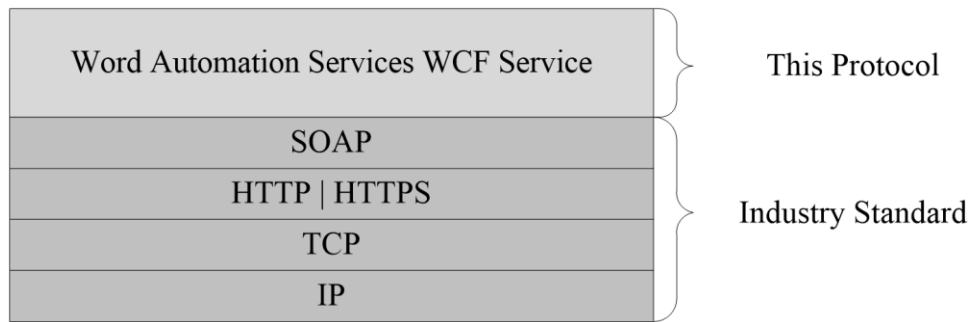 Word Automation Services WCF Service
This Protocol
SOAP
HTTP | HTTPS
TCP
IP
Industry Standard